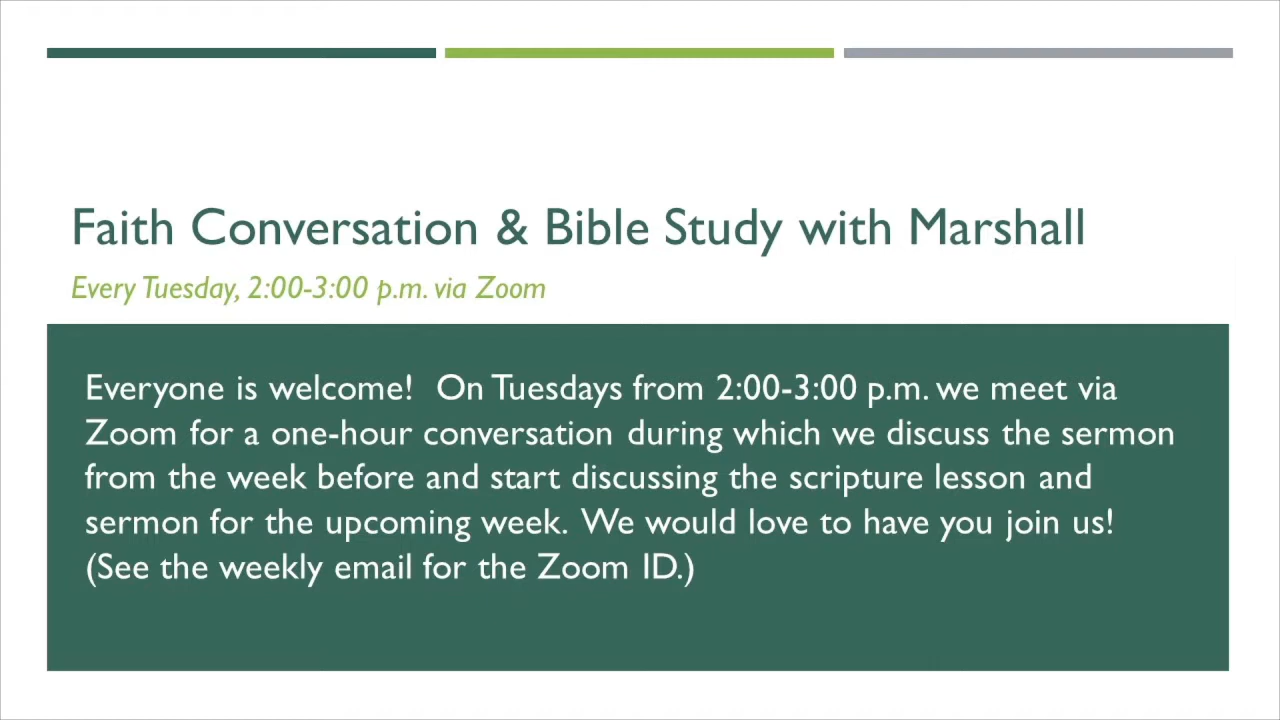 Faith Conversation & Bible Study with Marshall
Every Tuesday, 2:00-3:00 p.m. via Zoom
Everyone is welcome!  On Tuesdays from 2:00-3:00 p.m. we meet via
Zoom for a one-hour conversation during which we discuss the sermon
from the week before and start discussing the scripture lesson and
sermon for the upcoming week.  We would love to have you join us!
(See the weekly email for the Zoom ID.)